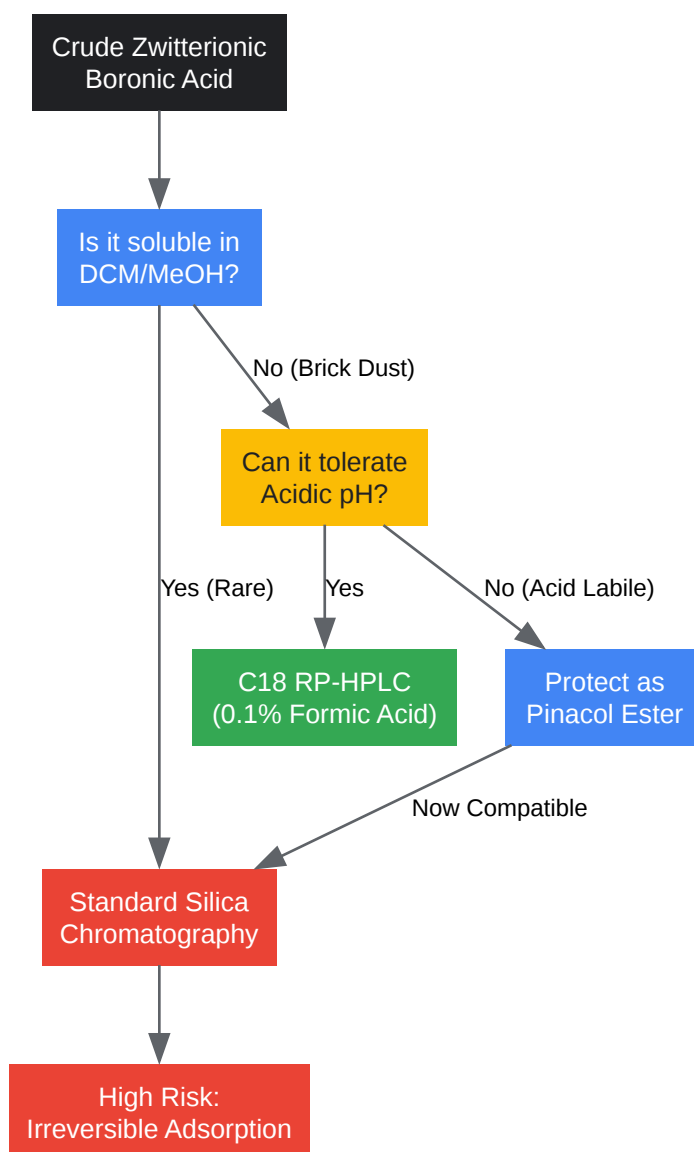 Crude Zwitterionic
Boronic Acid
Is it soluble in
DCM/MeOH?
No (Brick Dust)
Can it tolerate
Acidic pH?
Yes (Rare)
Yes
No (Acid Labile)
C18 RP-HPLC
(0.1% Formic Acid)
Protect as
Pinacol Ester
Now Compatible
Standard Silica
Chromatography
High Risk:
Irreversible Adsorption